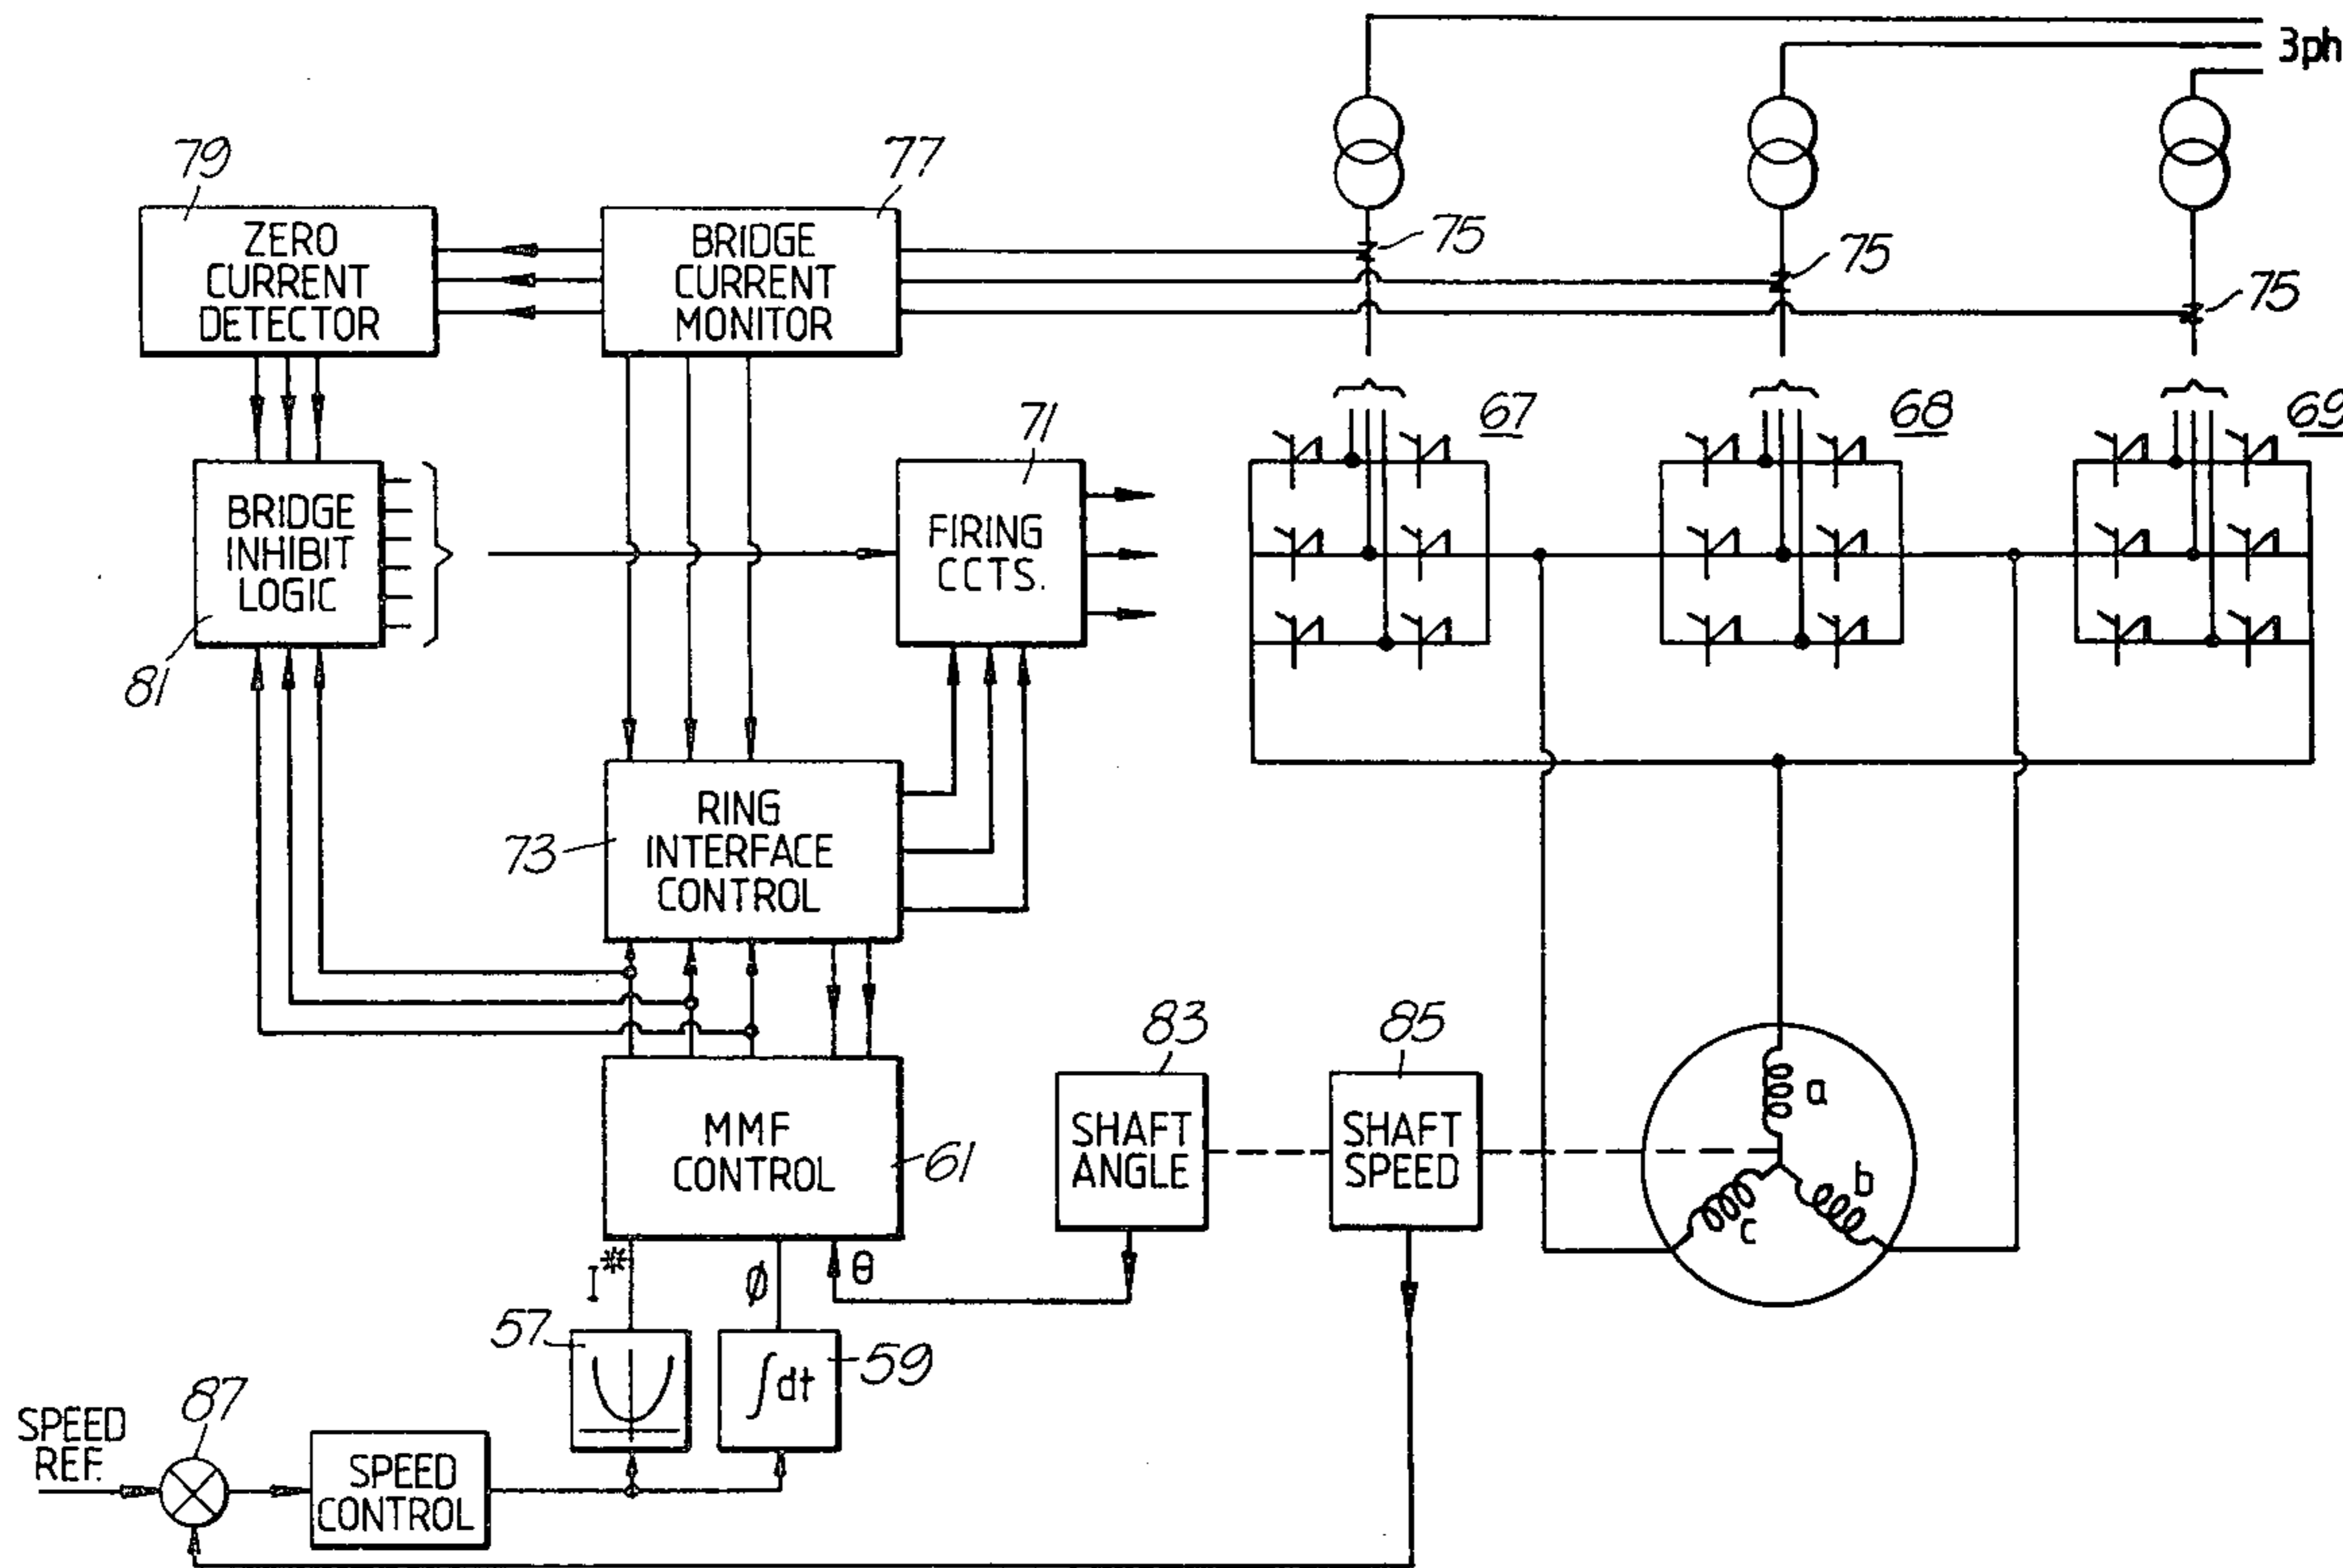 3ph
79
ZERO
CURRENT
DETECTOR
77
BRIDGE
CURRENT
MONITOR
75
75
75
67
68
69
71
FIRING
CCTS.
BRIDGE
INHIBIT
LOGIC
81
73
RING
INTERFACE
CONTROL
MMF
CONTROL
61
83
SHAFT
ANGLE
85
SHAFT
SPEED
a
b
c
I*
Ø
θ
57
∫dt
59
SPEED
REF.
87
SPEED
CONTROL